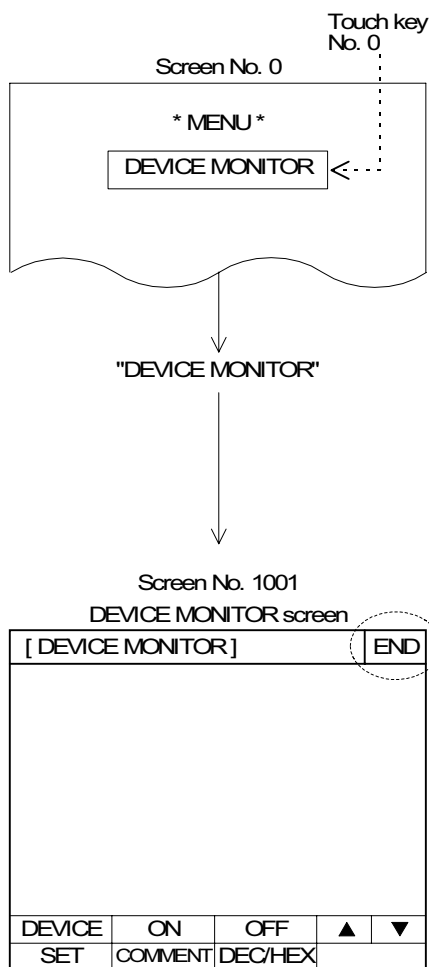 Touch key
No. 0
Screen No. 0
* MENU *
DEVICE MONITOR
"DEVICE MONITOR"
Screen No. 1001
DEVICE MONITOR screen
[ DEVICE MONITOR ] END
DEVICE ON OFF ▲ ▼
SET COMMENT DEC/HEX